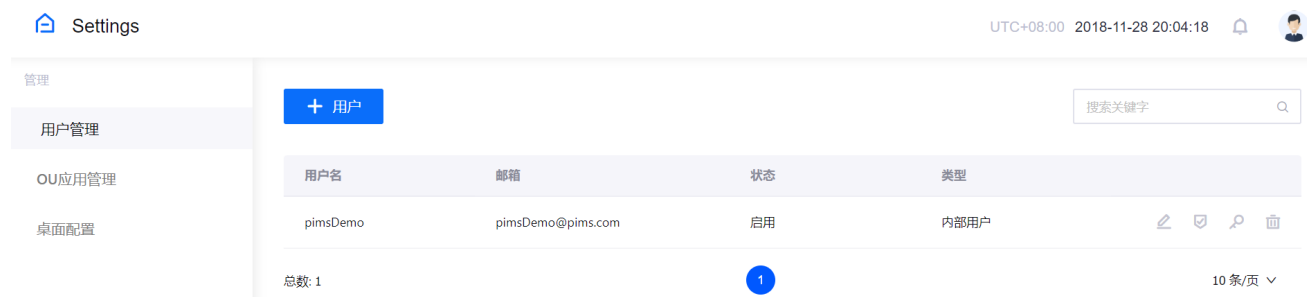 Settings
UTC+08:00 2018-11-28 20:04:18
管理
用户管理
OU应用管理
桌面配置
+ 用户
搜索关键字
用户名 邮箱 状态 类型
pimsDemo pimsDemo@pims.com 启用 内部用户
总数: 1 1 10 条/页